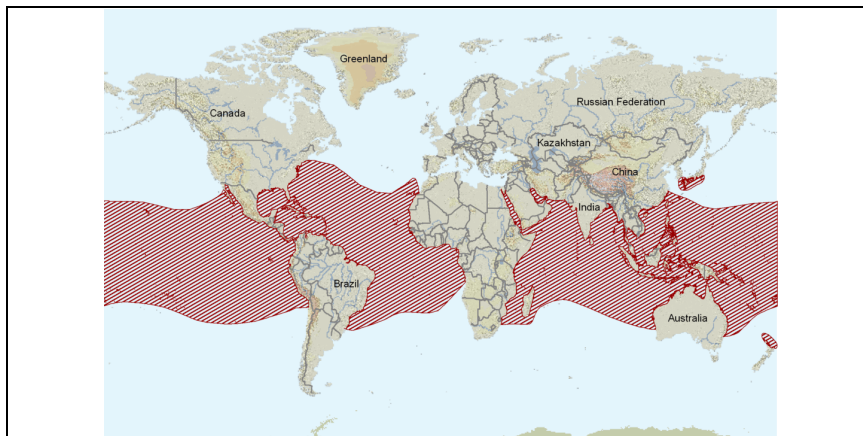 Greenland
Canada
Russian Federation
Kazakhstan
China
India
Brazil
Australia